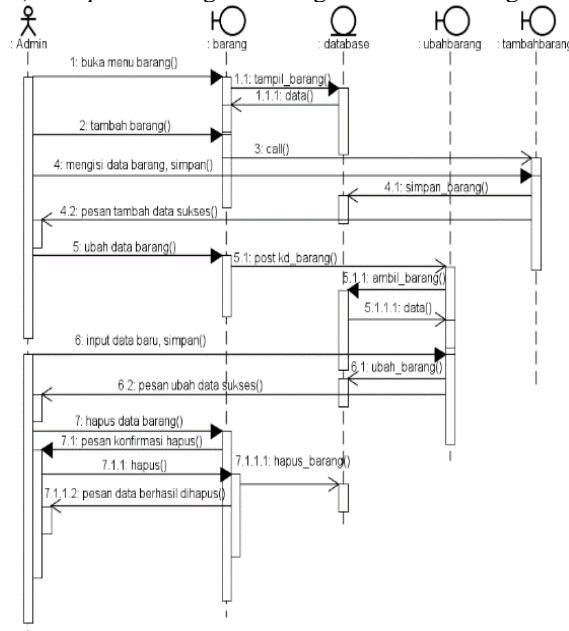 : Admin
: barang
: database
: ubahbarang
: tambahbarang
1: buka menu barang()
1.1: tampil_barang()
1.1.1: data()
2: tambah barang()
3: call()
4: mengisi data barang, simpan()
4.1: simpan_barang()
4.2: pesan tambah data sukses()
5: ubah data barang()
5.1: post kd_barang()
5.1.1: ambil_barang()
5.1.1.1: data()
6: input data baru, simpan()
6.1: ubah_barang()
6.2: pesan ubah data sukses()
7: hapus data barang()
7.1: pesan konfirmasi hapus()
7.1.1: hapus()
7.1.1.1: hapus_barang()
7.1.1.2: pesan data berhasil dihapus()